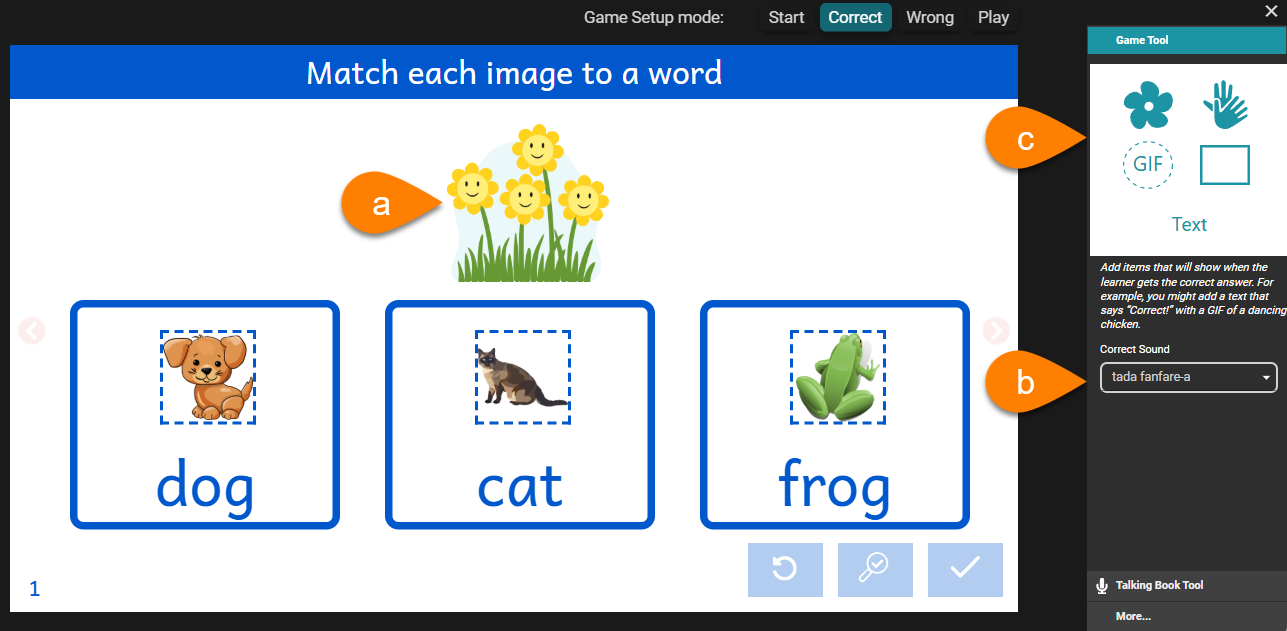 Game Setup mode: Start Correct Wrong Play
Game Tool
Match each image to a word
a
c
GIF
Text
Add items that will show when the
learner gets the correct answer. For
example, you might add a text that
says "Correct!" with a GIF of a dancing
chicken.
Correct Sound
b
tada fanfare-a
dog cat frog
1
Talking Book Tool
More...